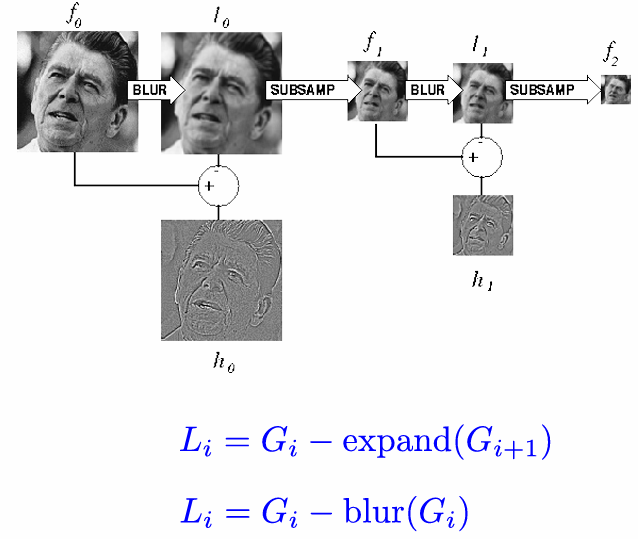 f₀ l₀ f₁ l₁ f₂
BLUR SUBSAMP BLUR SUBSAMP
- -
+ +
h₁
h₀
Lᵢ = Gᵢ − expand(Gᵢ₊₁)
Lᵢ = Gᵢ − blur(Gᵢ)